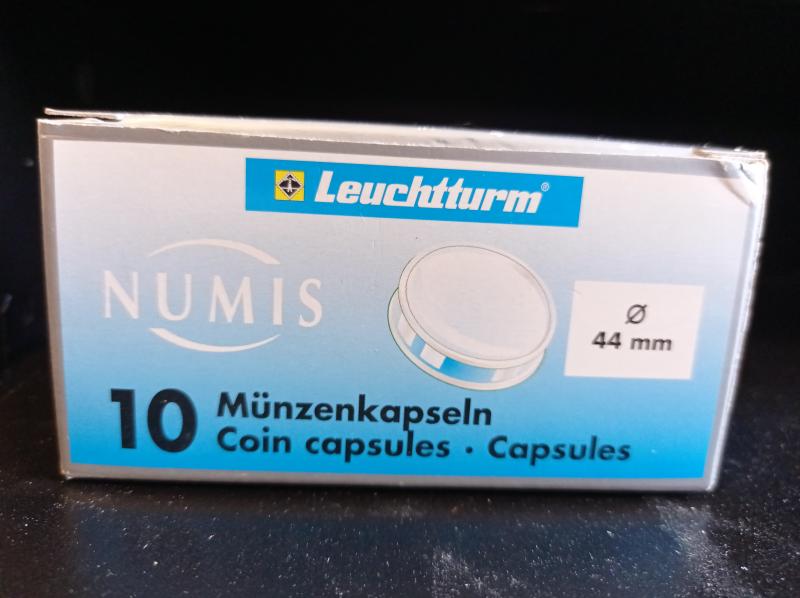 Leuchtturm®
NUMIS
Ø
44 mm
10 Münzenkapseln
Coin capsules · Capsules